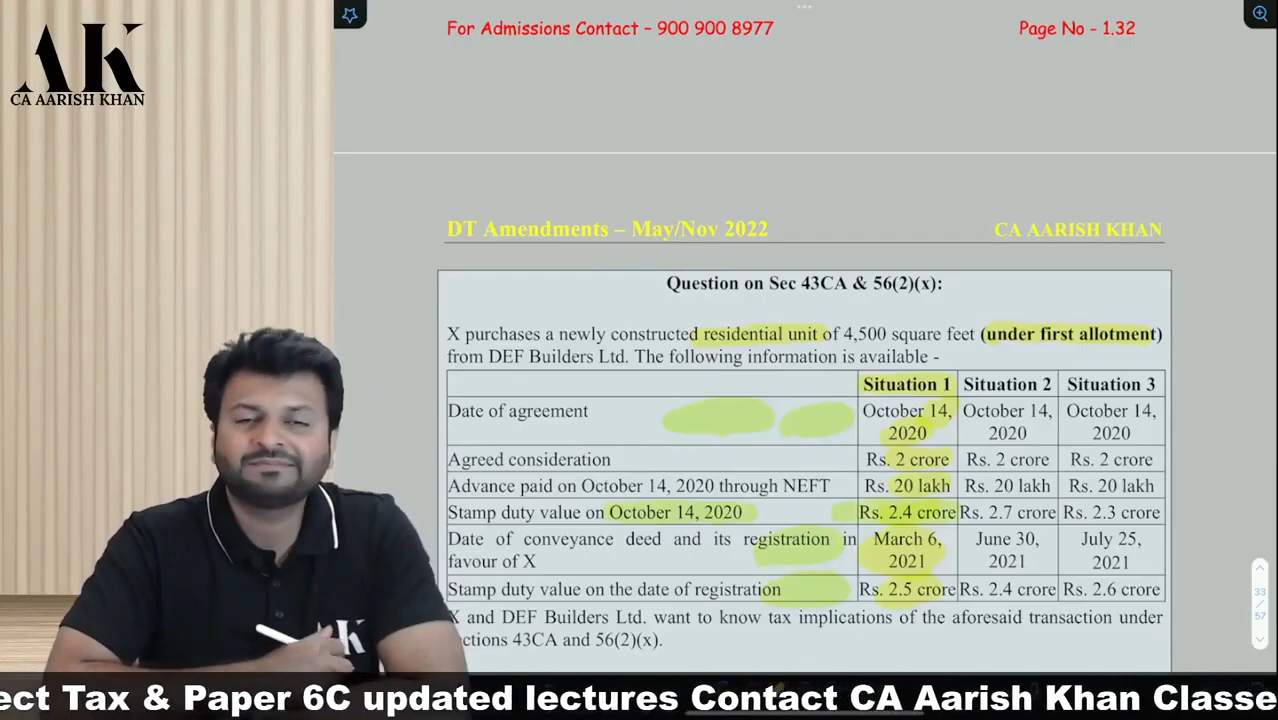 For Admissions Contact – 900 900 8977
Page No - 1.32
AK
CA AARISH KHAN
DT Amendments – May/Nov 2022
CA AARISH KHAN
Question on Sec 43CA & 56(2)(x):
X purchases a newly constructed residential unit of 4,500 square feet (under first allotment)
from DEF Builders Ltd. The following information is available -
Situation 1 Situation 2 Situation 3
Date of agreement October 14, October 14, October 14,
2020 2020 2020
Agreed consideration Rs. 2 crore Rs. 2 crore Rs. 2 crore
Advance paid on October 14, 2020 through NEFT Rs. 20 lakh Rs. 20 lakh Rs. 20 lakh
Stamp duty value on October 14, 2020 Rs. 2.4 crore Rs. 2.7 crore Rs. 2.3 crore
Date of conveyance deed and its registration in March 6, June 30, July 25,
favour of X 2021 2021 2021
Stamp duty value on the date of registration Rs. 2.5 crore Rs. 2.4 crore Rs. 2.6 crore
X and DEF Builders Ltd. want to know tax implications of the aforesaid transaction under
ctions 43CA and 56(2)(x).
33
/
57
K
ect Tax & Paper 6C updated lectures Contact CA Aarish Khan Classe